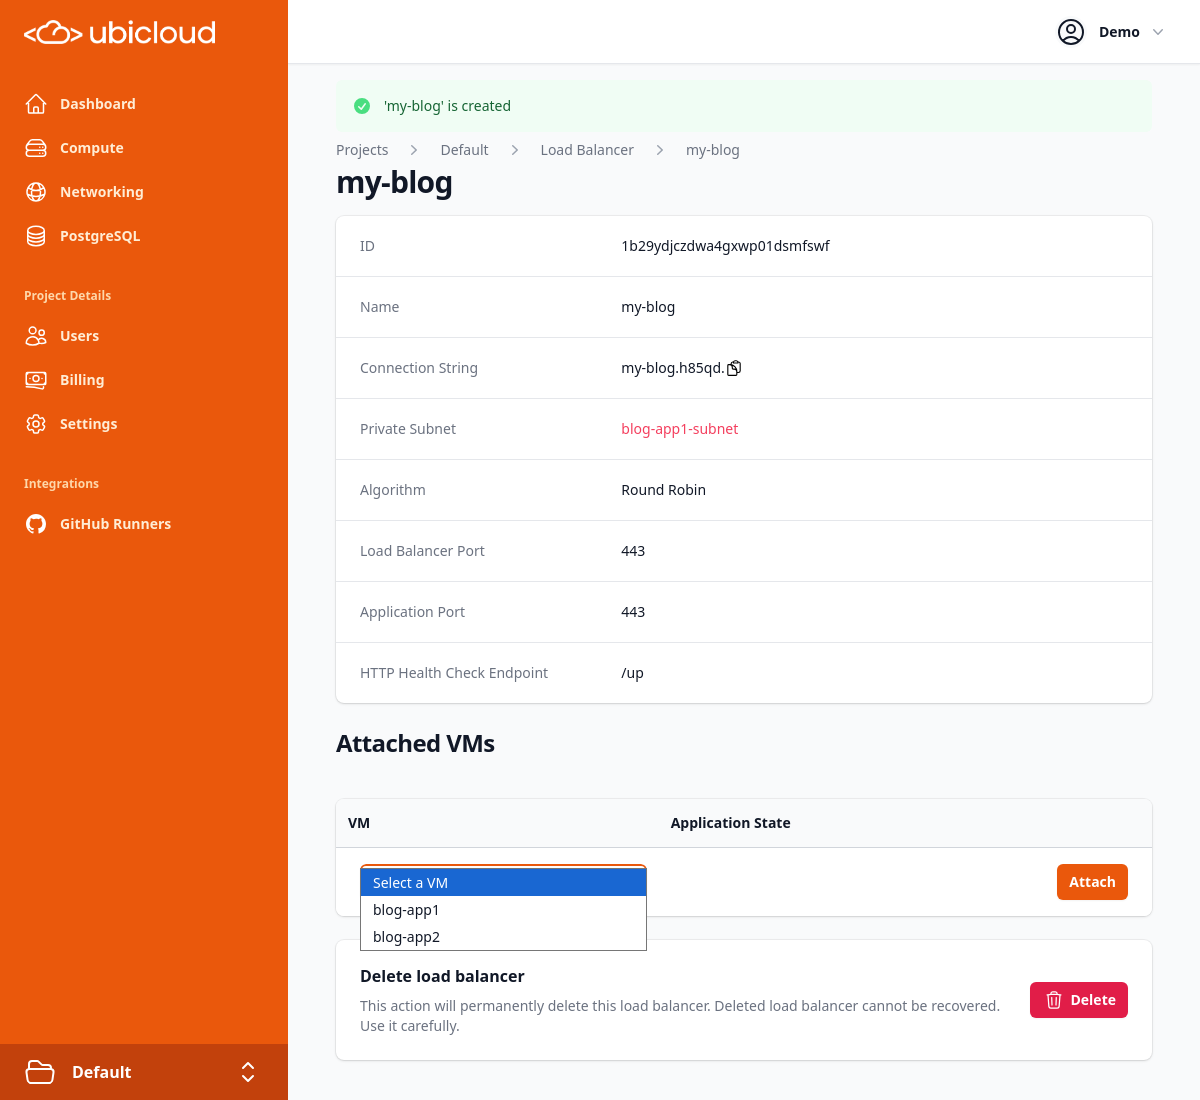 ubicloud
Demo
Dashboard
Compute
Networking
PostgreSQL
Project Details
Users
Billing
Settings
Integrations
GitHub Runners
Default
'my-blog' is created
Projects > Default > Load Balancer > my-blog
my-blog
ID 1b29ydjczdwa4gxwp01dsmfswf
Name my-blog
Connection String my-blog.h85qd.
Private Subnet blog-app1-subnet
Algorithm Round Robin
Load Balancer Port 443
Application Port 443
HTTP Health Check Endpoint /up
Attached VMs
VM Application State
Select a VM Attach
blog-app1
blog-app2
Delete load balancer
This action will permanently delete this load balancer. Deleted load balancer cannot be recovered.
Use it carefully.
Delete